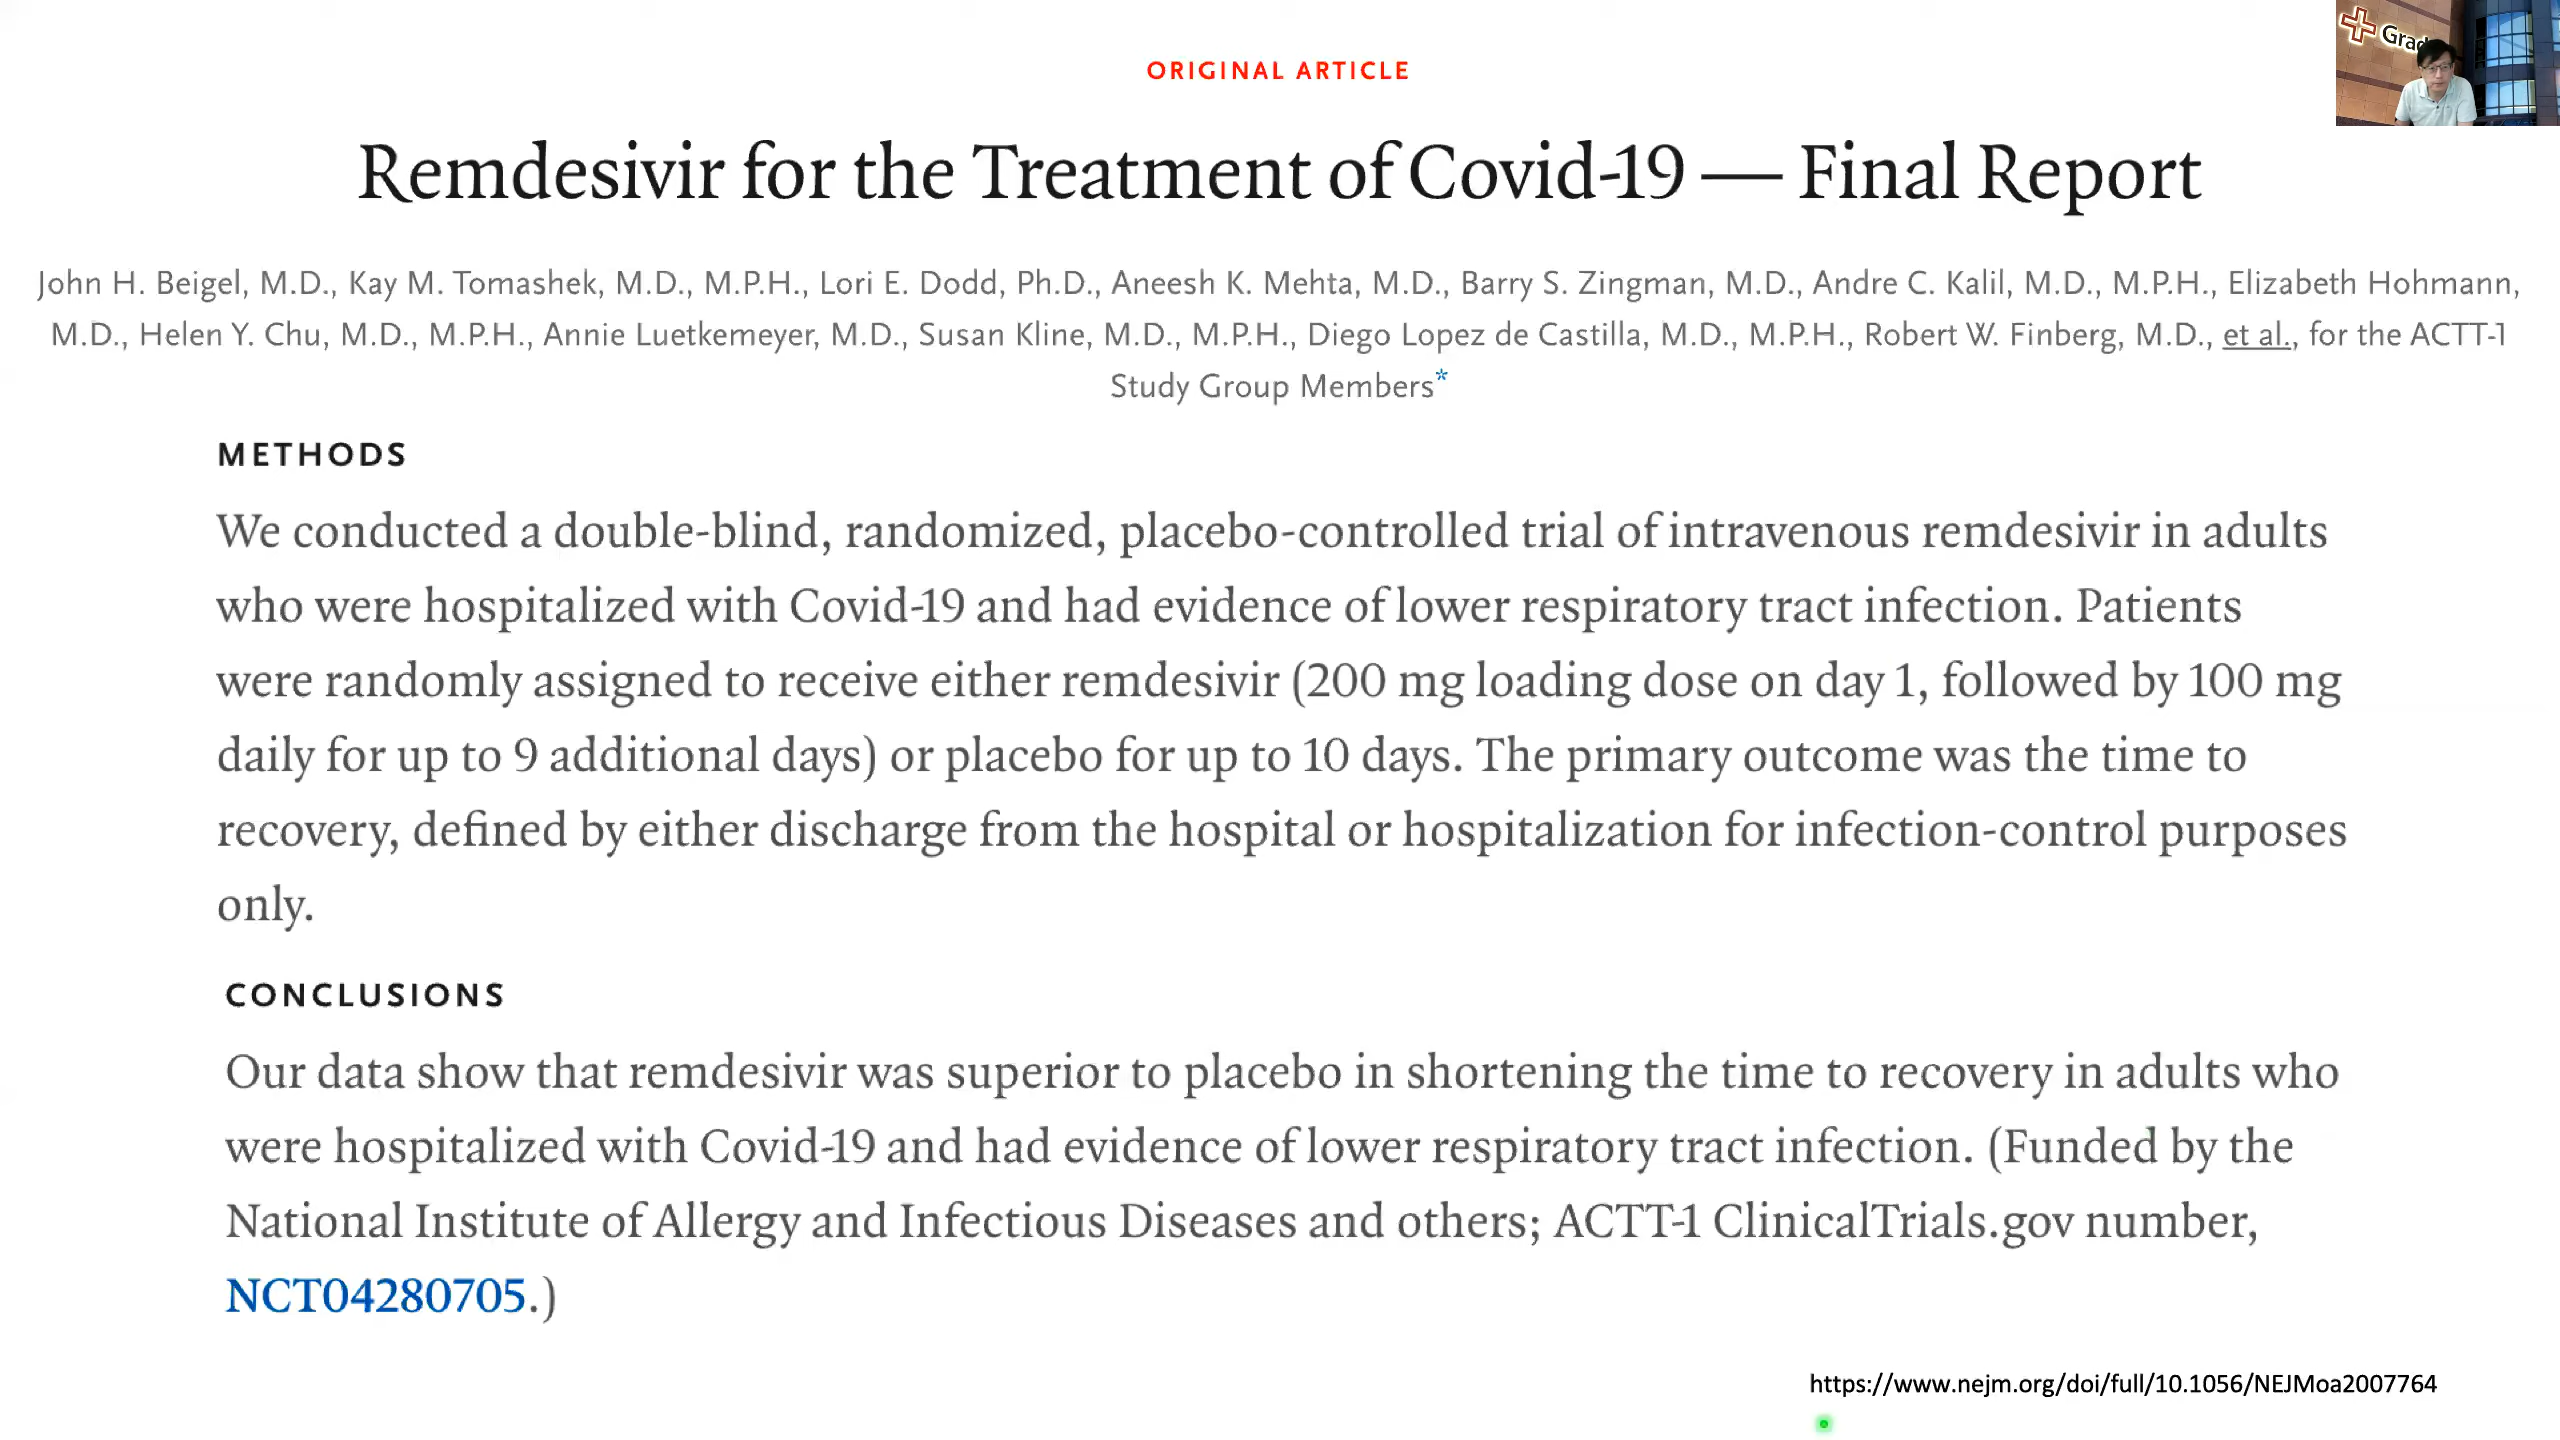 Grad
ORIGINAL ARTICLE
Remdesivir for the Treatment of Covid-19 — Final Report
John H. Beigel, M.D., Kay M. Tomashek, M.D., M.P.H., Lori E. Dodd, Ph.D., Aneesh K. Mehta, M.D., Barry S. Zingman, M.D., Andre C. Kalil, M.D., M.P.H., Elizabeth Hohmann,
M.D., Helen Y. Chu, M.D., M.P.H., Annie Luetkemeyer, M.D., Susan Kline, M.D., M.P.H., Diego Lopez de Castilla, M.D., M.P.H., Robert W. Finberg, M.D., et al., for the ACTT-1
Study Group Members*
METHODS
We conducted a double-blind, randomized, placebo-controlled trial of intravenous remdesivir in adults
who were hospitalized with Covid-19 and had evidence of lower respiratory tract infection. Patients
were randomly assigned to receive either remdesivir (200 mg loading dose on day 1, followed by 100 mg
daily for up to 9 additional days) or placebo for up to 10 days. The primary outcome was the time to
recovery, defined by either discharge from the hospital or hospitalization for infection-control purposes
only.
CONCLUSIONS
Our data show that remdesivir was superior to placebo in shortening the time to recovery in adults who
were hospitalized with Covid-19 and had evidence of lower respiratory tract infection. (Funded by the
National Institute of Allergy and Infectious Diseases and others; ACTT-1 ClinicalTrials.gov number,
NCT04280705.)
https://www.nejm.org/doi/full/10.1056/NEJMoa2007764